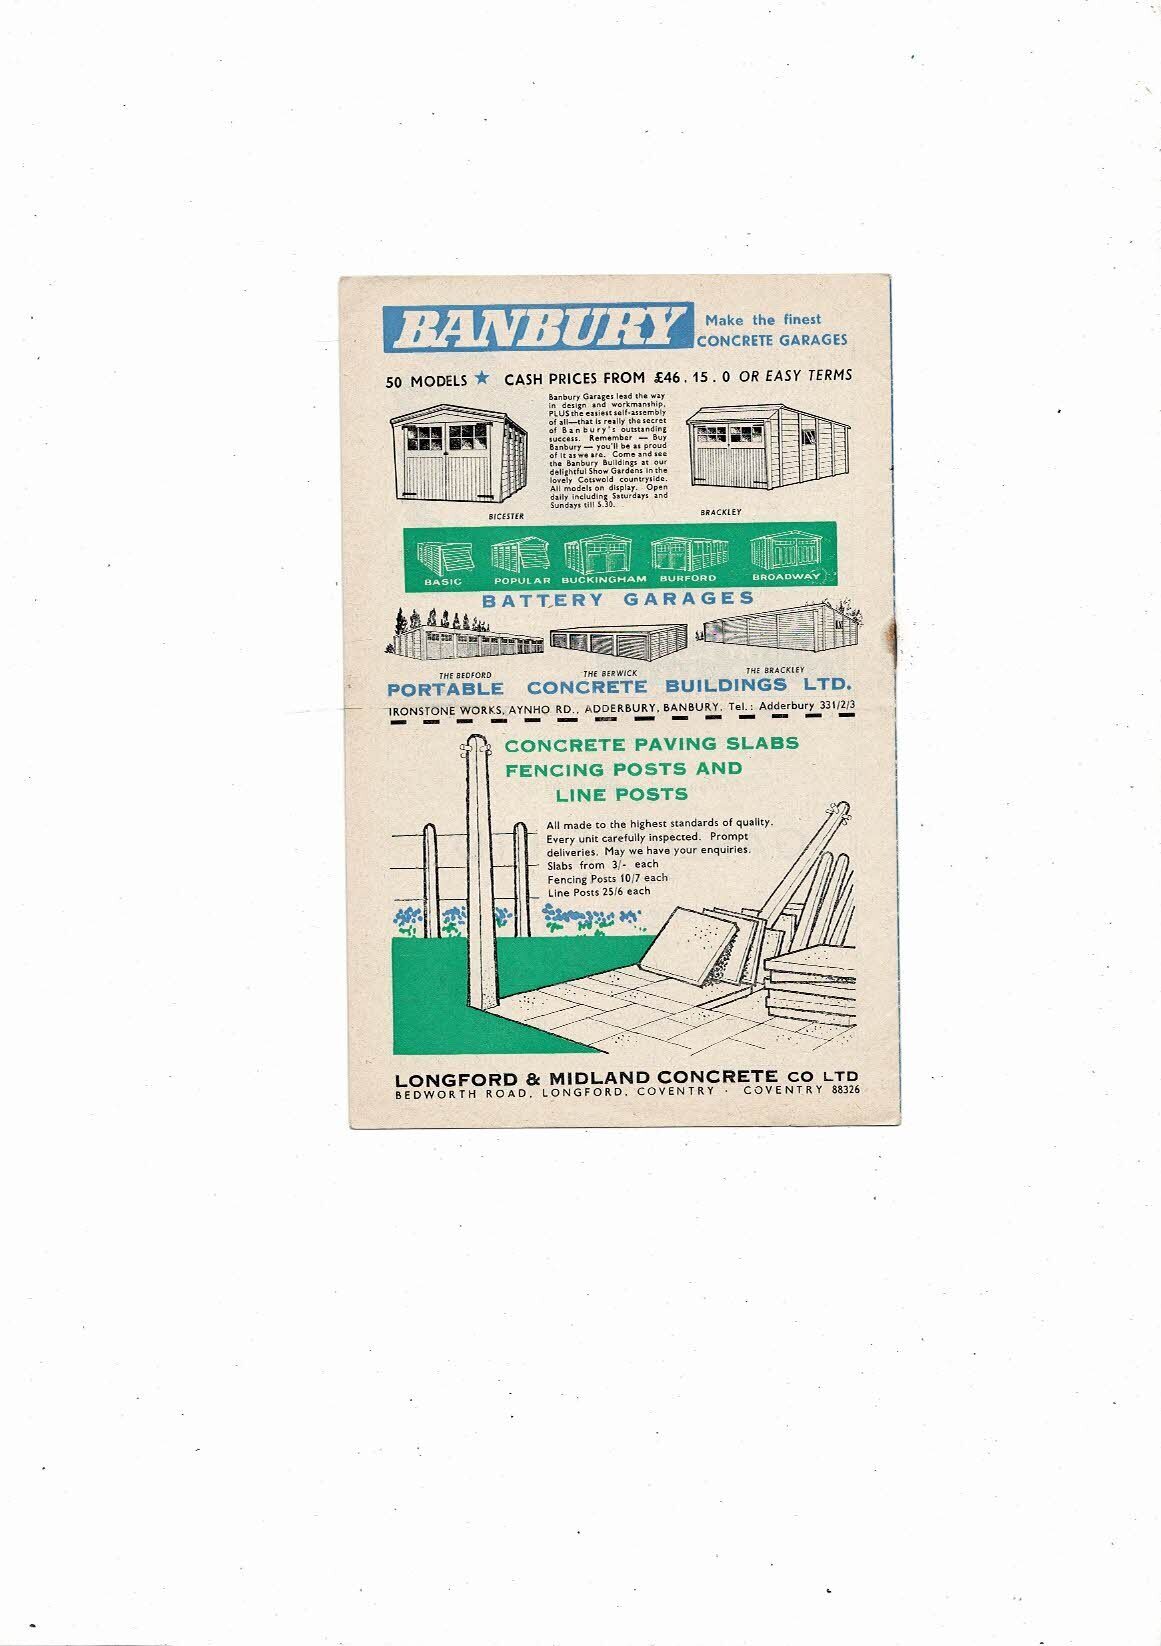 BANBURY
Make the finest
CONCRETE GARAGES
50 MODELS ★ CASH PRICES FROM £46.15.0 OR EASY TERMS
Banbury Garages lead the way
in design and workmanship,
PLUS the easiest self-assembly
of all—that is really the secret
of Banbury's outstanding
success. Remember — Buy
Banbury — you'll be as proud
of it as we are. Come and see
the Banbury Buildings at our
delightful Show Gardens in the
lovely Cotswold countryside.
All models on display. Open
daily including Saturdays and
Sundays till 5.30.
BICESTER
BRACKLEY
BASIC POPULAR BUCKINGHAM BURFORD BROADWAY
BATTERY GARAGES
THE BEDFORD THE BERWICK THE BRACKLEY
PORTABLE CONCRETE BUILDINGS LTD.
IRONSTONE WORKS, AYNHO RD., ADDERBURY, BANBURY. Tel.: Adderbury 331/2/3
CONCRETE PAVING SLABS
FENCING POSTS AND
LINE POSTS
All made to the highest standards of quality.
Every unit carefully inspected. Prompt
deliveries. May we have your enquiries.
Slabs from 3/- each
Fencing Posts 10/7 each
Line Posts 25/6 each
LONGFORD & MIDLAND CONCRETE CO LTD
BEDWORTH ROAD, LONGFORD, COVENTRY · COVENTRY 88326